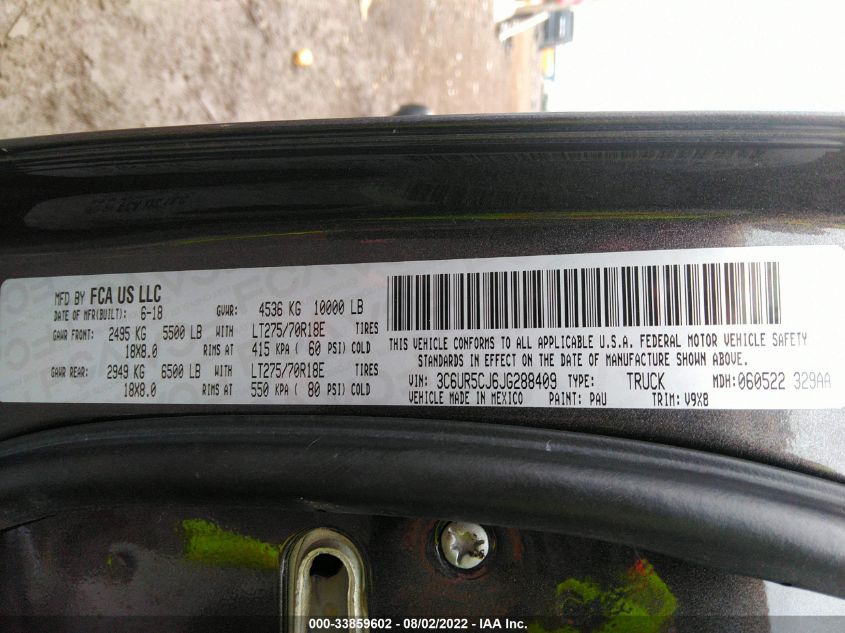 MFD BY FCA US LLC
DATE OF MFR(BUILT): 6-18 GVWR: 4536 KG 10000 LB
GAWR FRONT: 2495 KG 5500 LB WITH LT275/70R18E TIRES
18X8.0 RIMS AT 415 KPA ( 60 PSI) COLD
GAWR REAR: 2949 KG 6500 LB WITH LT275/70R18E TIRES
18X8.0 RIMS AT 550 KPA ( 80 PSI) COLD
THIS VEHICLE CONFORMS TO ALL APPLICABLE U.S.A. FEDERAL MOTOR VEHICLE SAFETY
STANDARDS IN EFFECT ON THE DATE OF MANUFACTURE SHOWN ABOVE.
VIN: 3C6UR5CJ6JG288409 TYPE: TRUCK MDH: 060522 329AA
VEHICLE MADE IN MEXICO PAINT: PAU TRIM: V9X8
000-33859602 - 08/02/2022 - IAA Inc.